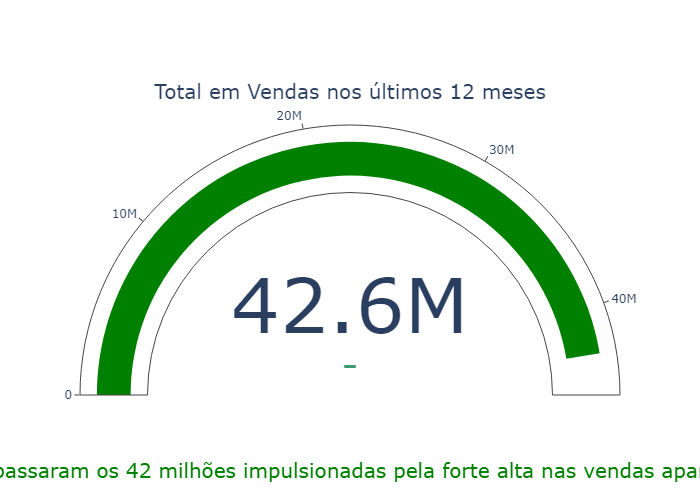 Total em Vendas nos últimos 12 meses
20M
30M
10M
42.6M
40M
-
0
passaram os 42 milhões impulsionadas pela forte alta nas vendas apar